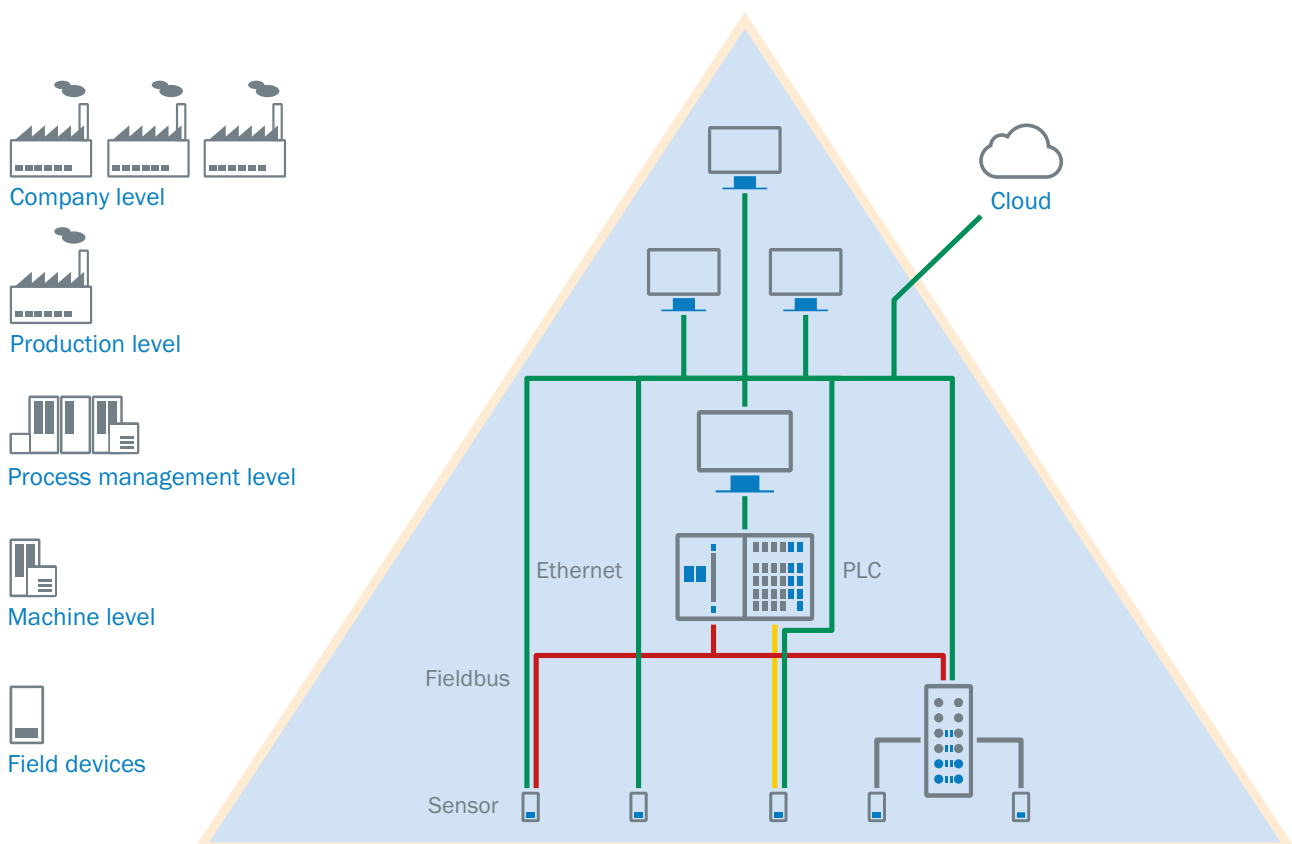 Company level
Cloud
Production level
Process management level
Ethernet
PLC
Machine level
Fieldbus
Field devices
Sensor